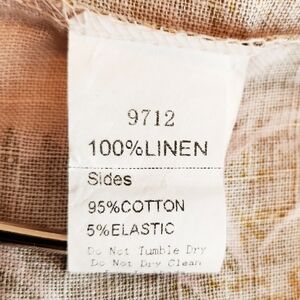 9712
100%LINEN
Sides
95%COTTON
5%ELASTIC
Do Not Tumble Dry
Do Not Dry Clean